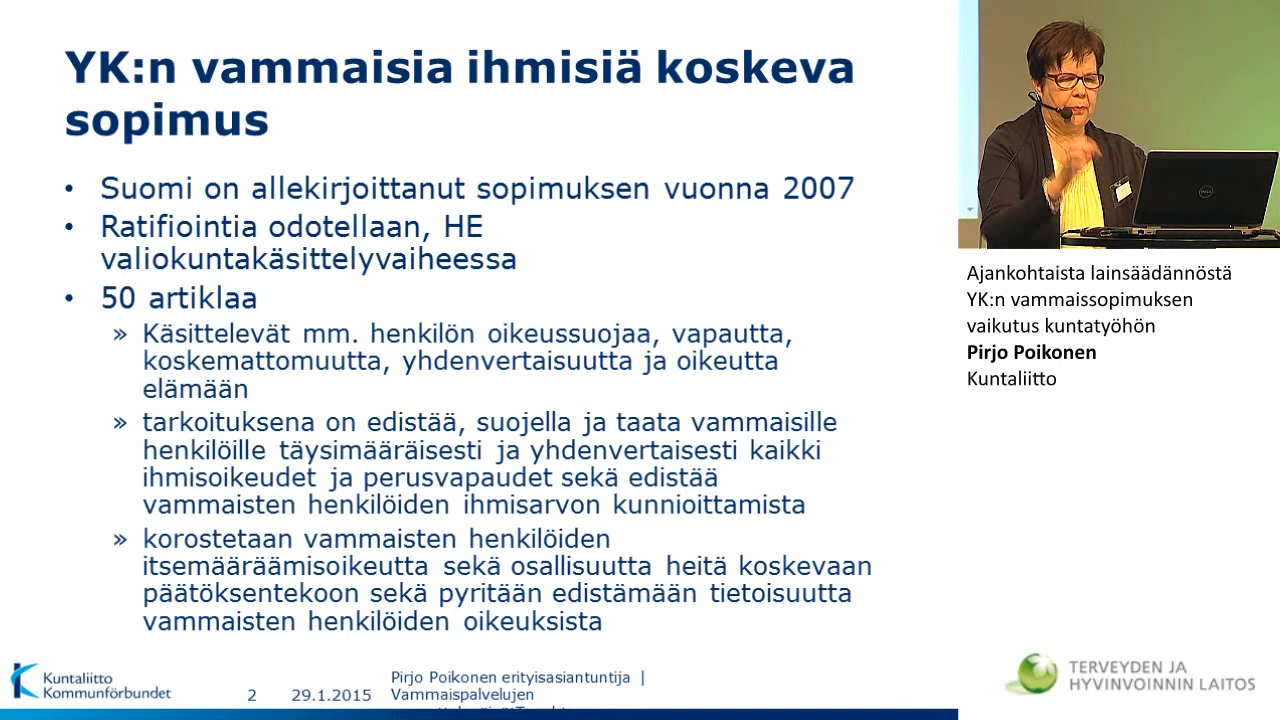 YK:n vammaisia ihmisiä koskeva
sopimus
• Suomi on allekirjoittanut sopimuksen vuonna 2007
• Ratifiointia odotellaan, HE
valiokuntakäsittelyvaiheessa
• 50 artiklaa
» Käsittelevät mm. henkilön oikeussuojaa, vapautta,
koskemattomuutta, yhdenvertaisuutta ja oikeutta
elämään
» tarkoituksena on edistää, suojella ja taata vammaisille
henkilöille täysimääräisesti ja yhdenvertaisesti kaikki
ihmisoikeudet ja perusvapaudet sekä edistää
vammaisten henkilöiden ihmisarvon kunnioittamista
» korostetaan vammaisten henkilöiden
itsemääräämisoikeutta sekä osallisuutta heitä koskevaan
päätöksentekoon sekä pyritään edistämään tietoisuutta
vammaisten henkilöiden oikeuksista
Kuntaliitto
Kommunförbundet
2 29.1.2015
Pirjo Poikonen erityisasiantuntija |
Vammaispalvelujen
DELL
Ajankohtaista lainsäädännöstä
YK:n vammaissopimuksen
vaikutus kuntatyöhön
Pirjo Poikonen
Kuntaliitto
TERVEYDEN JA
HYVINVOINNIN LAITOS